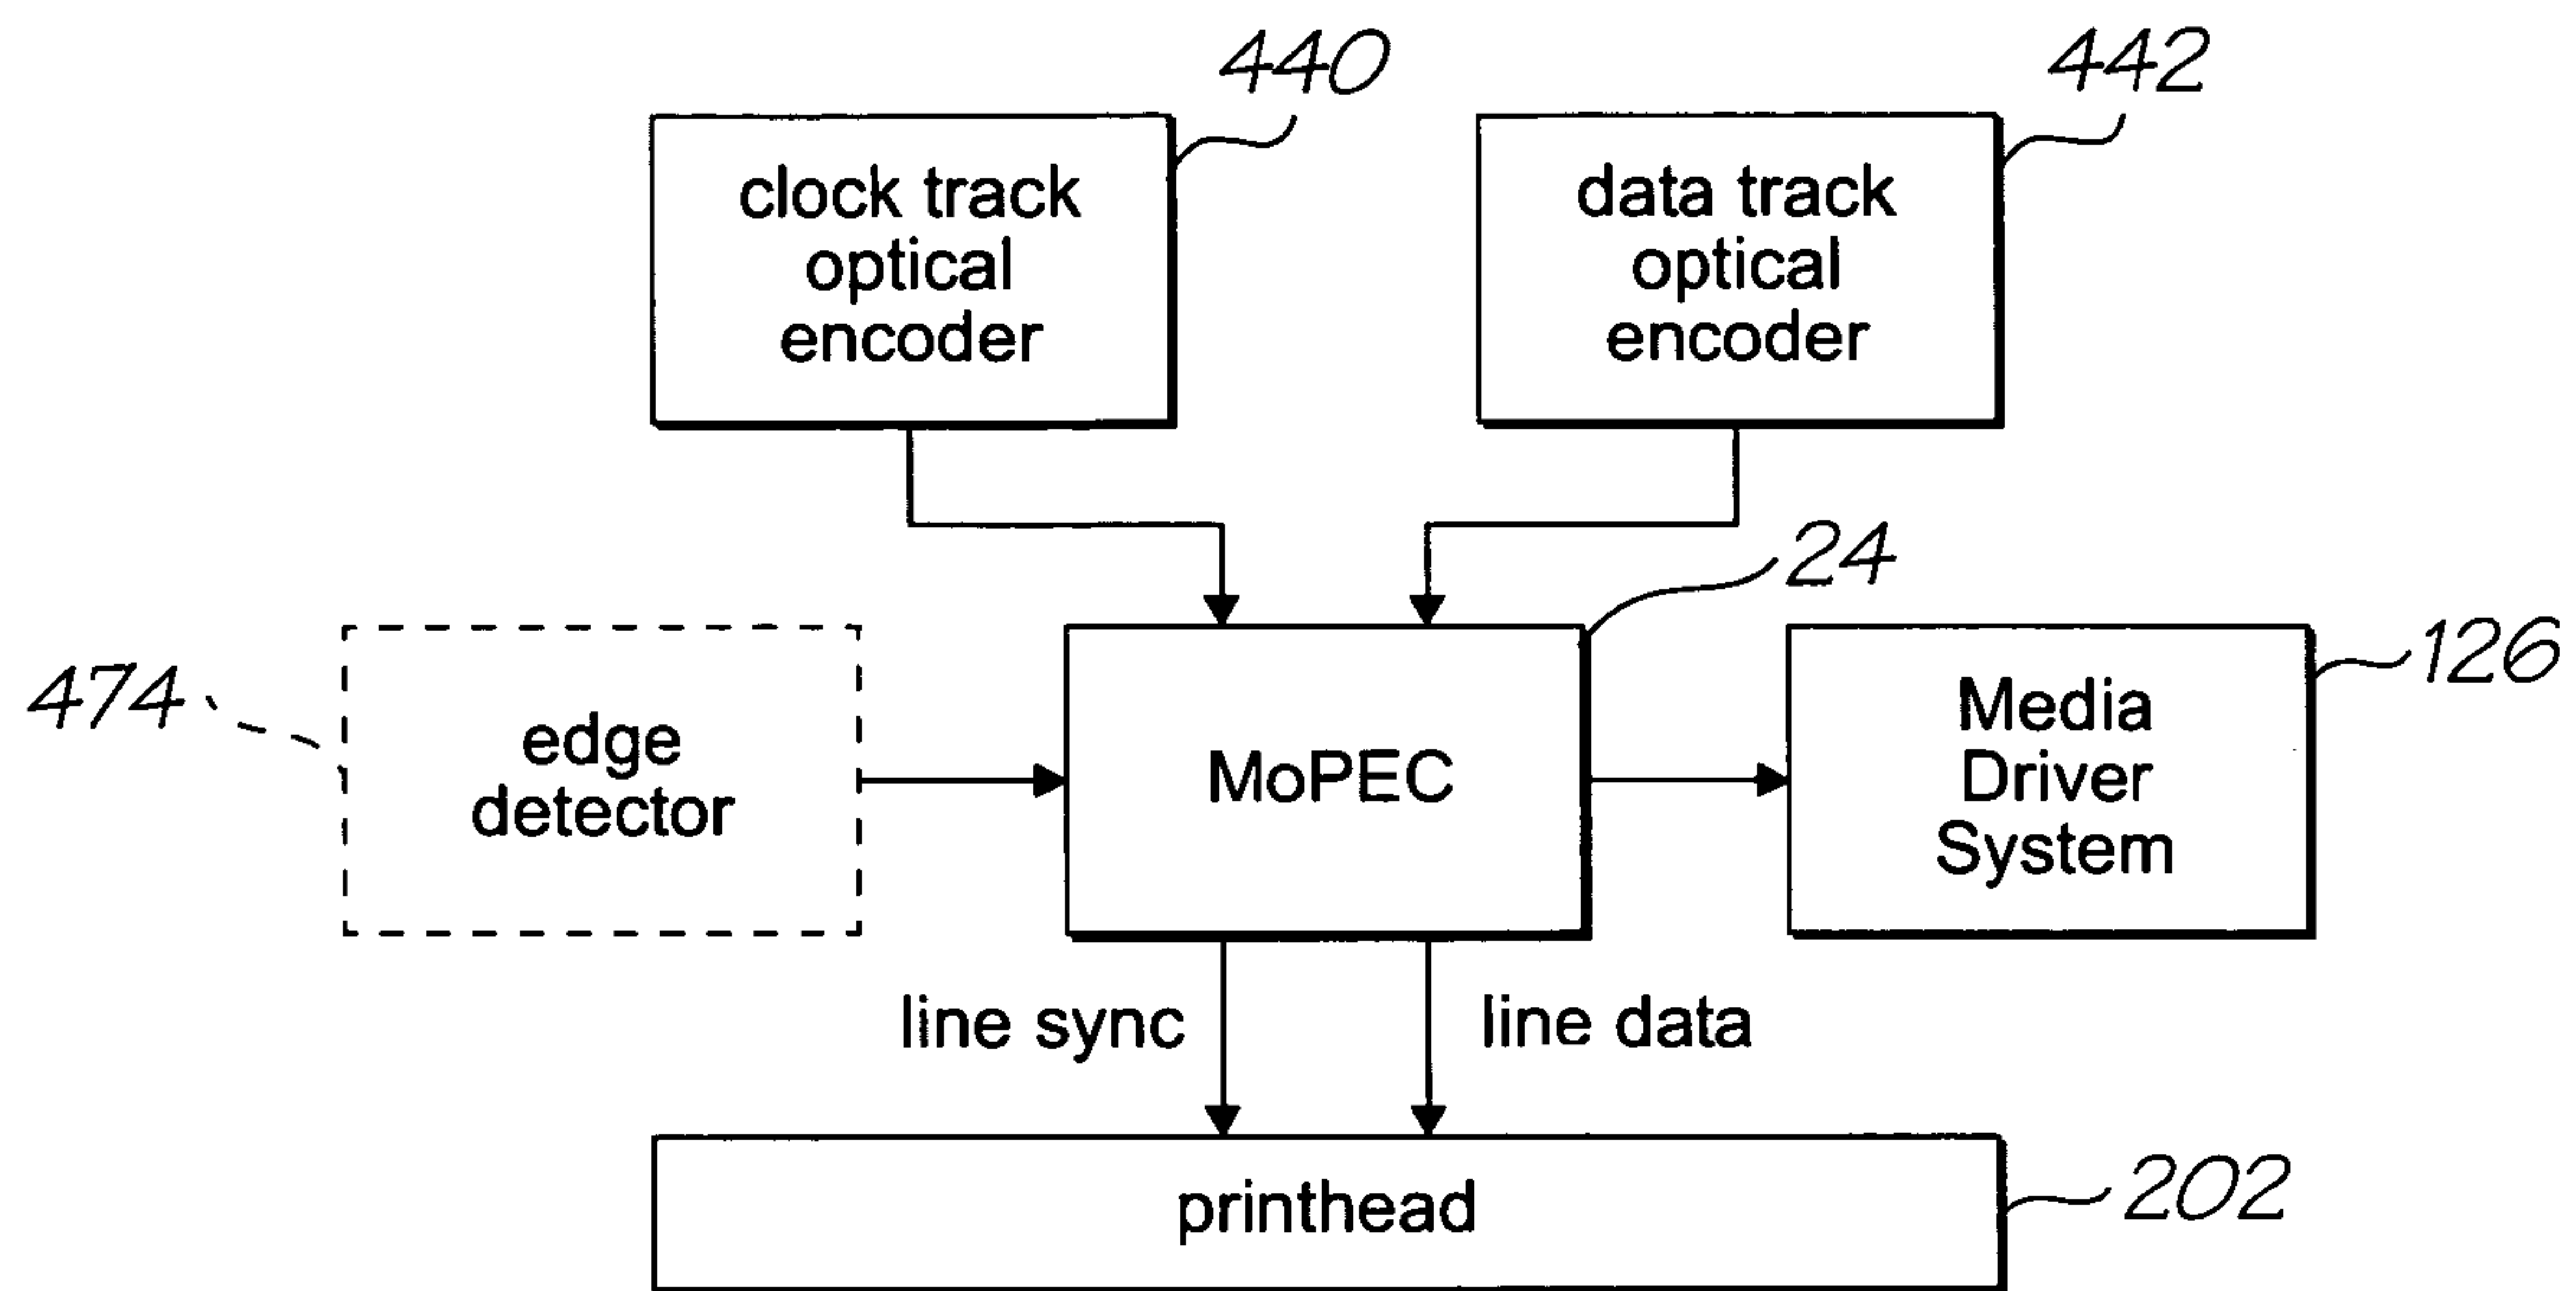 440
442
clock track
optical
encoder
data track
optical
encoder
24
474
edge
detector
MoPEC
Media
Driver
System
126
line sync
line data
printhead
202